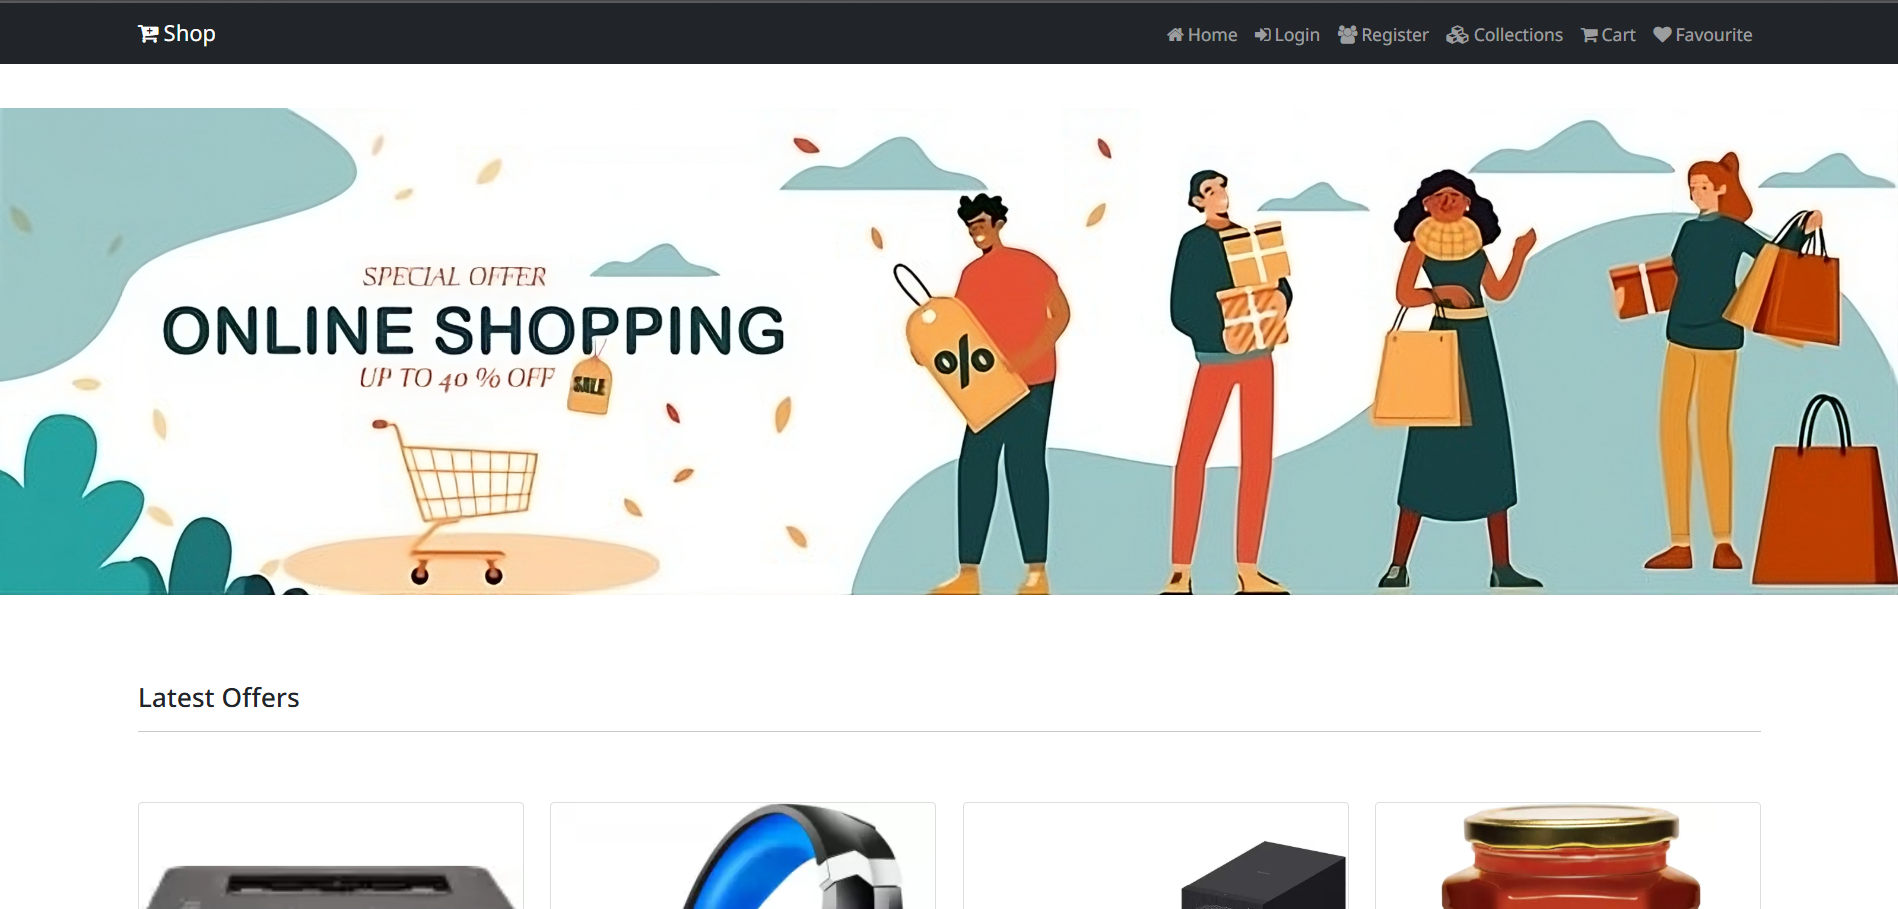 Shop
Home Login Register Collections Cart Favourite
SPECIAL OFFER
ONLINE SHOPPING
UP TO 40 % OFF
SALE
%
Latest Offers